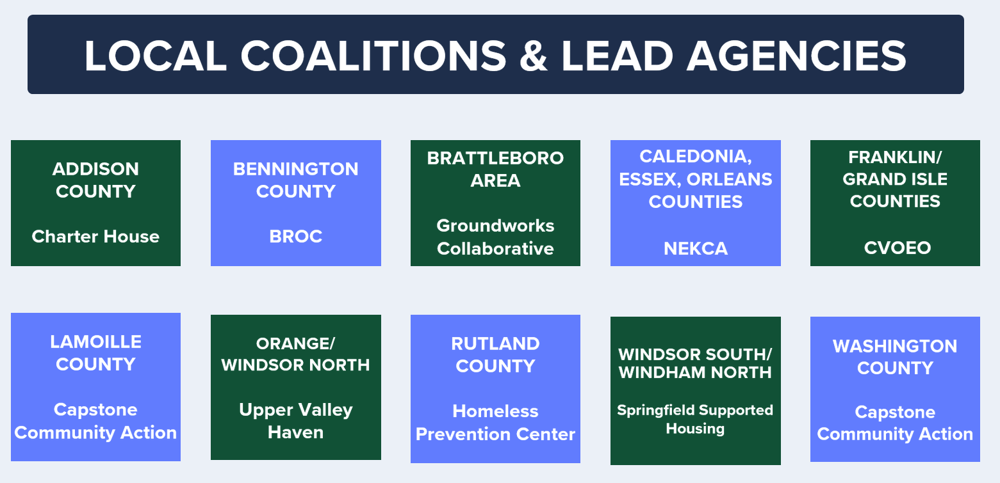 LOCAL COALITIONS & LEAD AGENCIES
ADDISON
COUNTY
Charter House
BENNINGTON
COUNTY
BROC
BRATTLEBORO
AREA
Groundworks
Collaborative
CALEDONIA,
ESSEX, ORLEANS
COUNTIES
NEKCA
FRANKLIN/
GRAND ISLE
COUNTIES
CVOEO
LAMOILLE
COUNTY
Capstone
Community Action
ORANGE/
WINDSOR NORTH
Upper Valley
Haven
RUTLAND
COUNTY
Homeless
Prevention Center
WINDSOR SOUTH/
WINDHAM NORTH
Springfield Supported
Housing
WASHINGTON
COUNTY
Capstone
Community Action